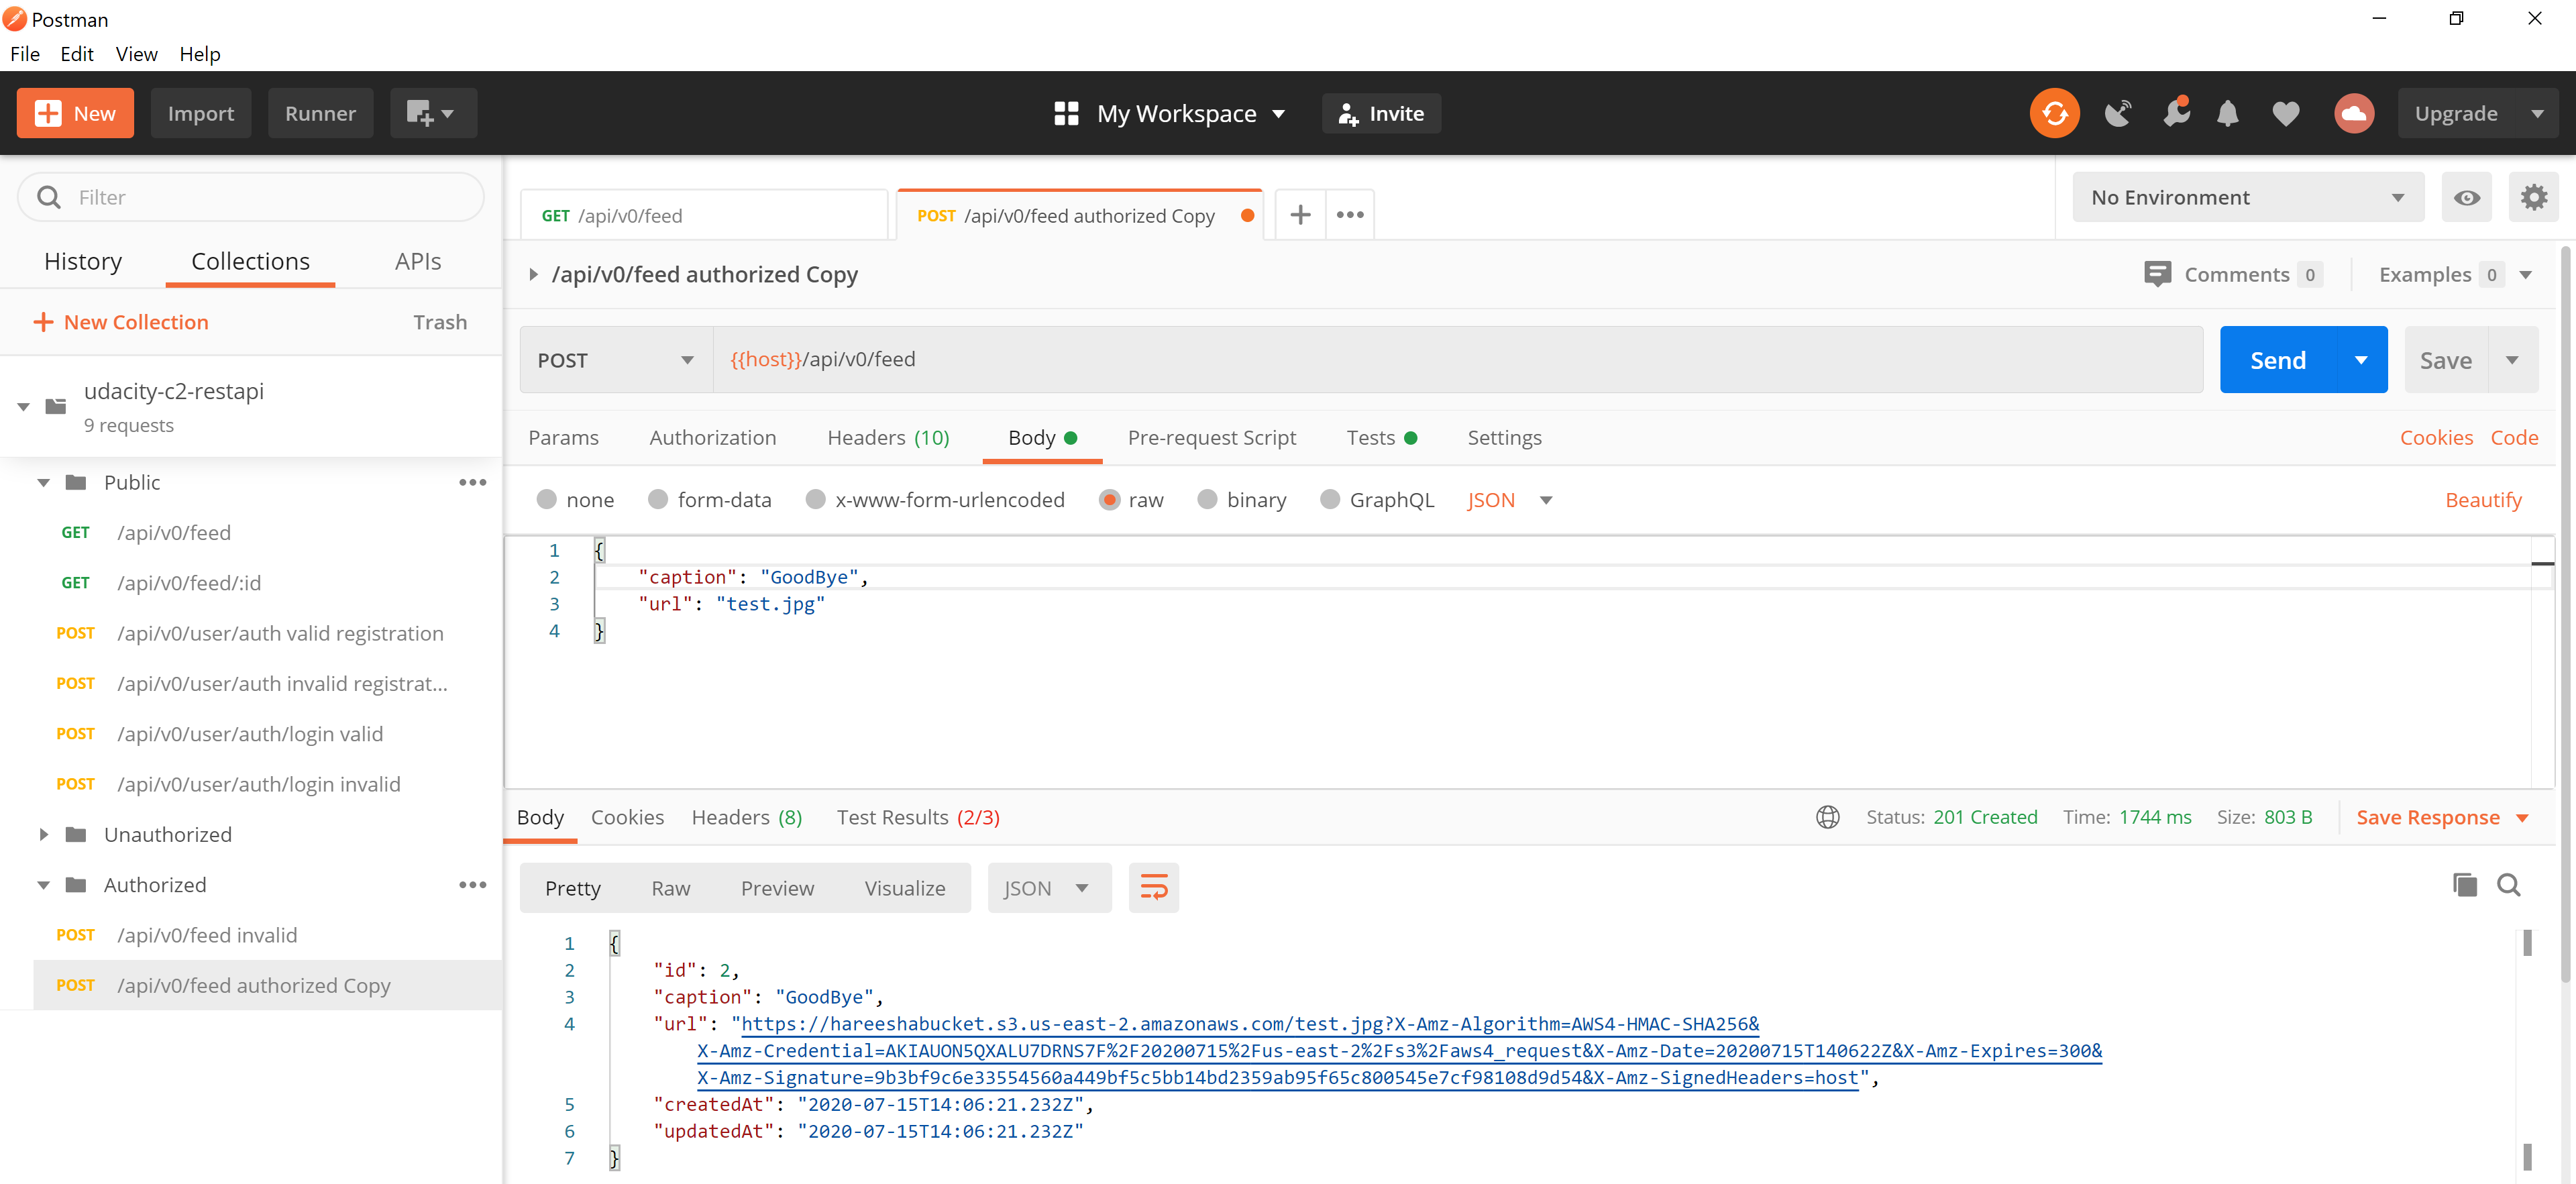 Postman
File Edit View Help
New Import Runner My Workspace Invite Upgrade
Filter
History Collections APIs
New Collection Trash
udacity-c2-restapi
9 requests
Public
GET /api/v0/feed
GET /api/v0/feed/:id
POST /api/v0/user/auth valid registration
POST /api/v0/user/auth invalid registrat...
POST /api/v0/user/auth/login valid
POST /api/v0/user/auth/login invalid
Unauthorized
Authorized
POST /api/v0/feed invalid
POST /api/v0/feed authorized Copy
GET /api/v0/feed POST /api/v0/feed authorized Copy No Environment
/api/v0/feed authorized Copy Comments 0 Examples 0
POST {{host}}/api/v0/feed Send Save
Params Authorization Headers (10) Body Pre-request Script Tests Settings Cookies Code
none form-data x-www-form-urlencoded raw binary GraphQL JSON Beautify
1 {
2 "caption": "GoodBye",
3 "url": "test.jpg"
4 }
Body Cookies Headers (8) Test Results (2/3) Status: 201 Created Time: 1744 ms Size: 803 B Save Response
Pretty Raw Preview Visualize JSON
1 {
2 "id": 2,
3 "caption": "GoodBye",
4 "url": "https://hareeshabucket.s3.us-east-2.amazonaws.com/test.jpg?X-Amz-Algorithm=AWS4-HMAC-SHA256&
X-Amz-Credential=AKIAUON5QXALU7DRNS7F%2F20200715%2Fus-east-2%2Fs3%2Faws4_request&X-Amz-Date=20200715T140622Z&X-Amz-Expires=300&
X-Amz-Signature=9b3bf9c6e33554560a449bf5c5bb14bd2359ab95f65c800545e7cf98108d9d54&X-Amz-SignedHeaders=host",
5 "createdAt": "2020-07-15T14:06:21.232Z",
6 "updatedAt": "2020-07-15T14:06:21.232Z"
7 }